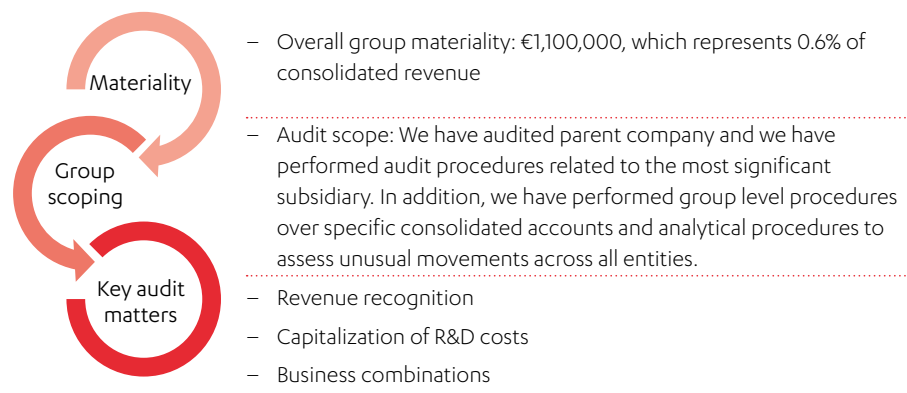 Materiality
– Overall group materiality: €1,100,000, which represents 0.6% of
consolidated revenue
Group
scoping
– Audit scope: We have audited parent company and we have
performed audit procedures related to the most significant
subsidiary. In addition, we have performed group level procedures
over specific consolidated accounts and analytical procedures to
assess unusual movements across all entities.
Key audit
matters
– Revenue recognition
– Capitalization of R&D costs
– Business combinations